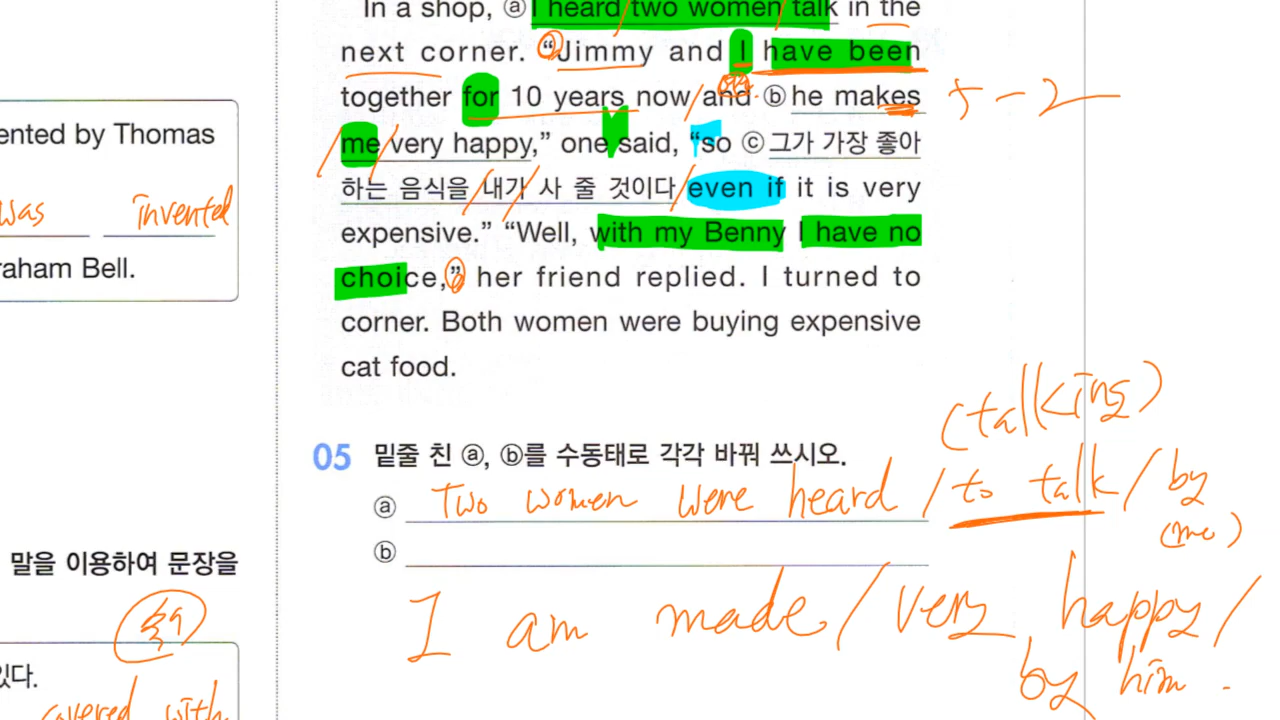 In a shop, ⓐ I heard two women talk in the
next corner. “Jimmy and I have been
together for 10 years now and ⓑ he makes
5-2
me very happy,” one said, “so ⓒ 그가 가장 좋아
하는 음식을 내가 사 줄 것이다 even if it is very
expensive.” “Well, with my Benny I have no
choice,” her friend replied. I turned to
corner. Both women were buying expensive
cat food.
ented by Thomas
was invented
raham Bell.
(talking)
05 밑줄 친 ⓐ, ⓑ를 수동태로 각각 바꿔 쓰시오.
ⓐ Two women were heard / to talk / by
(me)
ⓑ
I am made / very happy /
by him.
말을 이용하여 문장을
있다.
covered with